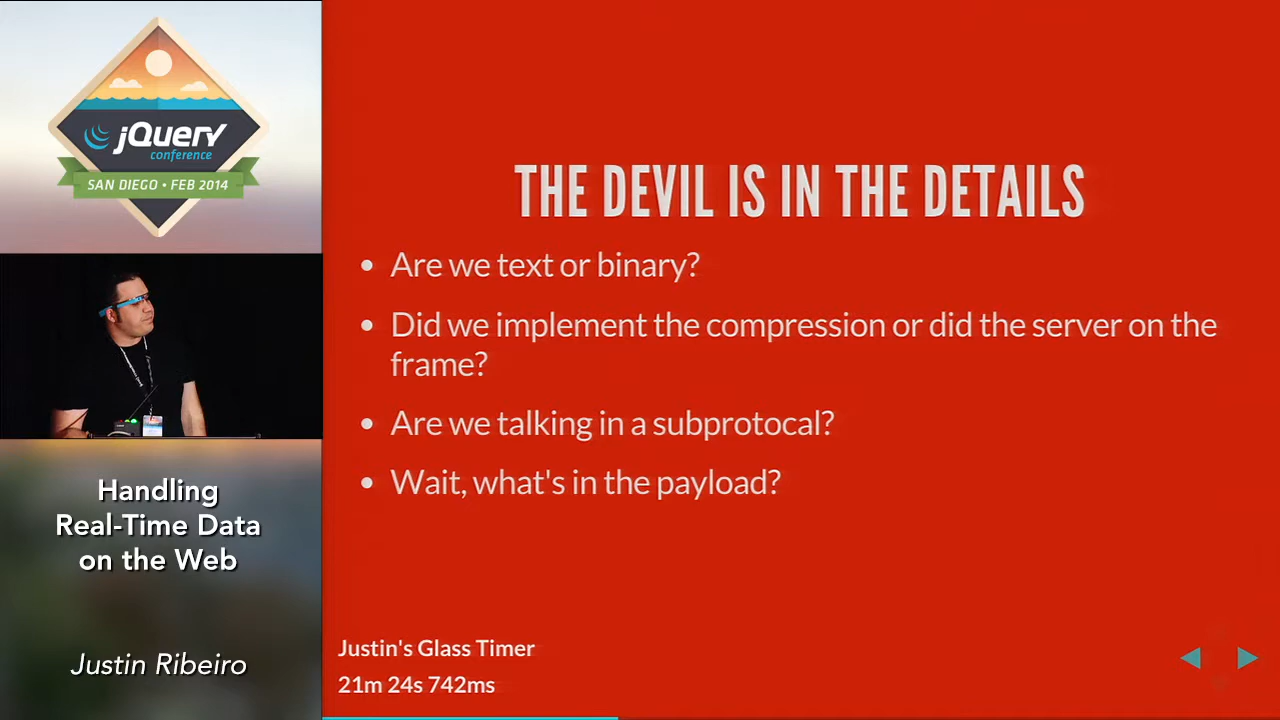 jQuery
conference
SAN DIEGO • FEB 2014
Handling
Real-Time Data
on the Web
Justin Ribeiro
THE DEVIL IS IN THE DETAILS
• Are we text or binary?
• Did we implement the compression or did the server on the
frame?
• Are we talking in a subprotocal?
• Wait, what's in the payload?
Justin's Glass Timer
21m 24s 742ms